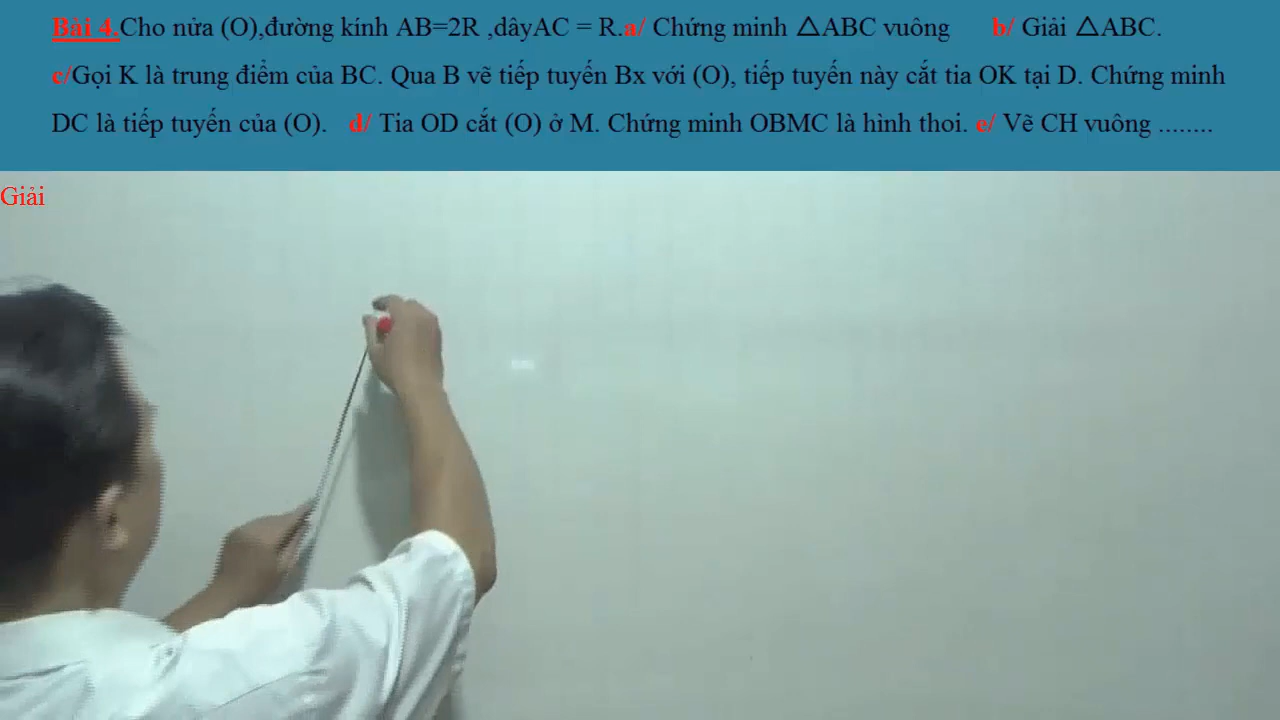 Bài 4.Cho nửa (O),đường kính AB=2R ,dâyAC = R.a/ Chứng minh △ABC vuông b/ Giải △ABC.
c/Gọi K là trung điểm của BC. Qua B vẽ tiếp tuyến Bx với (O), tiếp tuyến này cắt tia OK tại D. Chứng minh
DC là tiếp tuyến của (O). d/ Tia OD cắt (O) ở M. Chứng minh OBMC là hình thoi. e/ Vẽ CH vuông ........
Giải